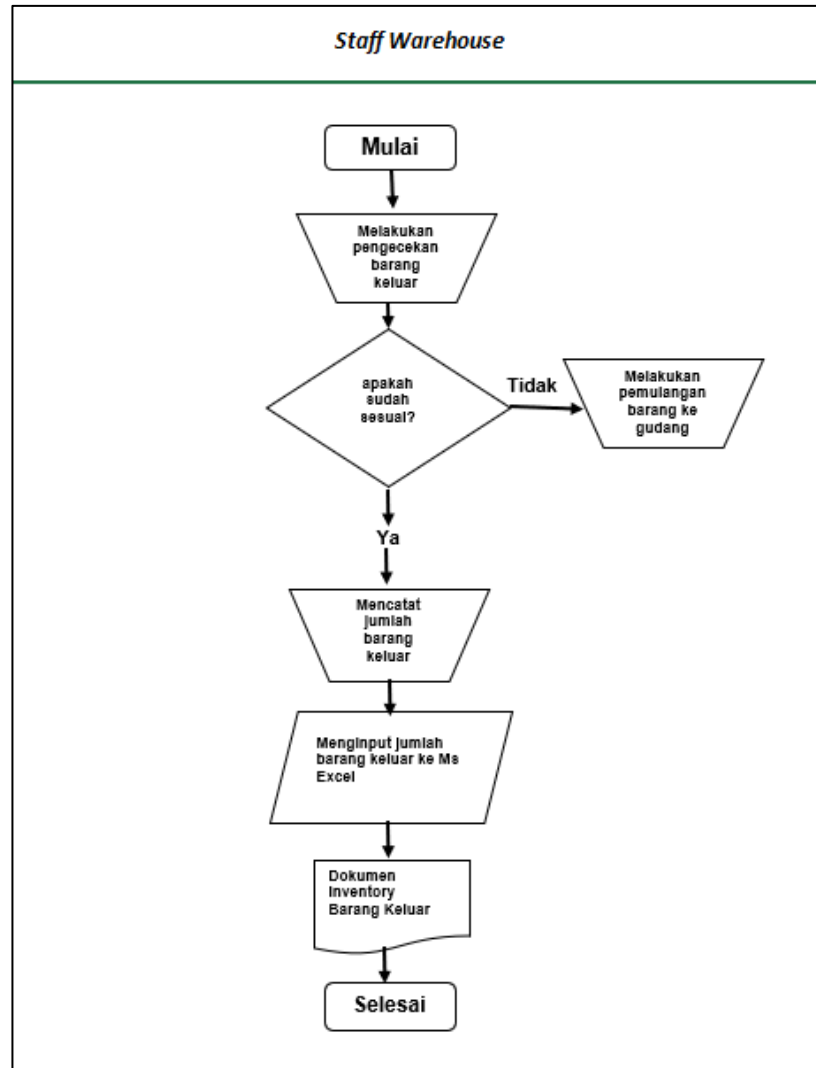 Staff Warehouse
Mulai
Melakukan
pengecekan
barang
keluar
apakah
sudah
sesuai?
Tidak
Melakukan
pemulangan
barang ke
gudang
Ya
Mencatat
jumlah
barang
keluar
Menginput jumlah
barang keluar ke Ms
Excel
Dokumen
Inventory
Barang Keluar
Selesai